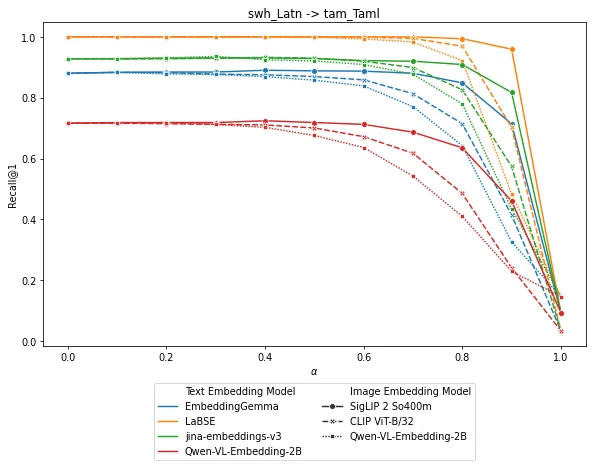 swh_Latn -> tam_Taml
Recall@1
1.0
0.8
0.6
0.4
0.2
0.0
0.0 0.2 0.4 0.6 0.8 1.0
α
Text Embedding Model
EmbeddingGemma
LaBSE
jina-embeddings-v3
Qwen-VL-Embedding-2B
Image Embedding Model
SigLIP 2 So400m
CLIP ViT-B/32
Qwen-VL-Embedding-2B